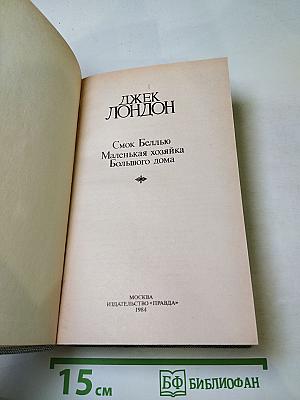 ДЖЕК
ЛОНДОН
Смок Беллью
Маленькая хозяйка
Большого дома
МОСКВА
ИЗДАТЕЛЬСТВО «ПРАВДА»
1984
15 см
БФ БИБЛИОФАН